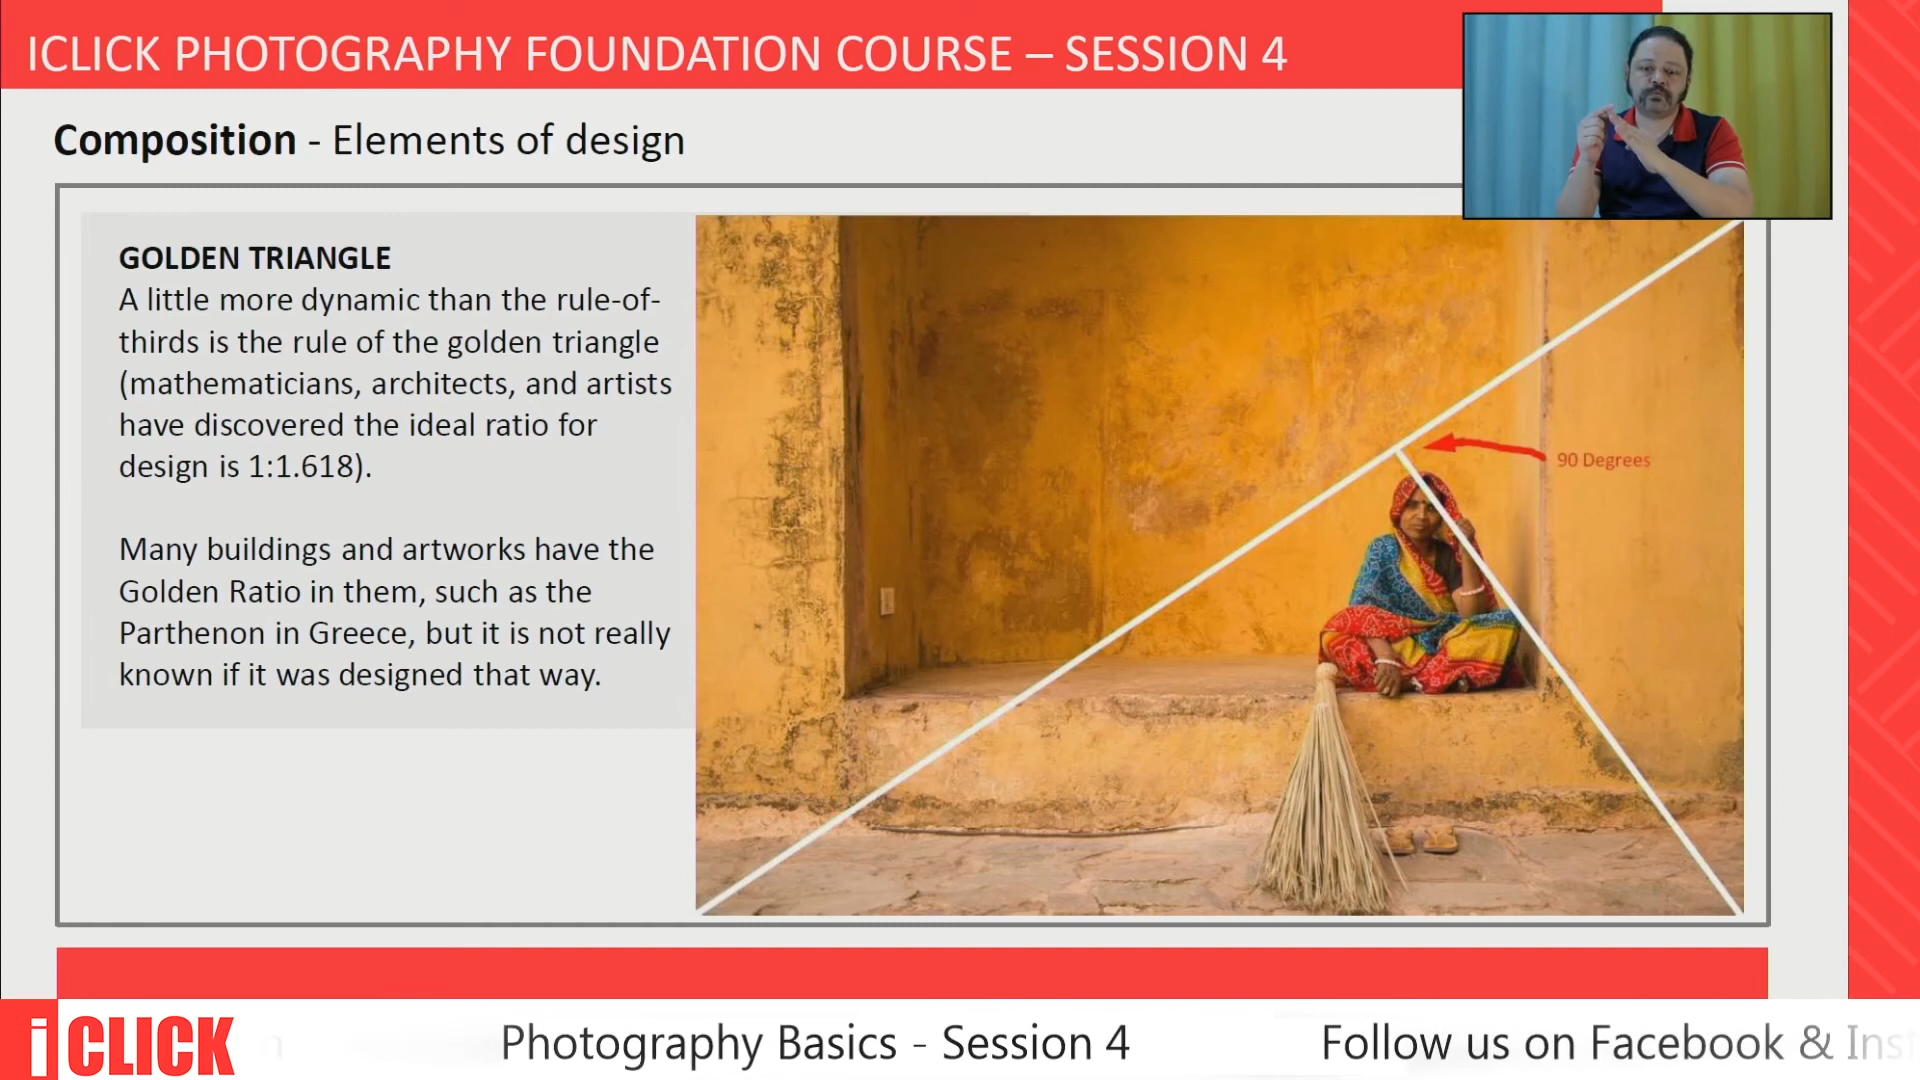 ICLICK PHOTOGRAPHY FOUNDATION COURSE – SESSION 4
Composition - Elements of design
GOLDEN TRIANGLE
A little more dynamic than the rule-of-
thirds is the rule of the golden triangle
(mathematicians, architects, and artists
have discovered the ideal ratio for
design is 1:1.618).
Many buildings and artworks have the
Golden Ratio in them, such as the
Parthenon in Greece, but it is not really
known if it was designed that way.
90 Degrees
iCLICK
Photography Basics - Session 4
Follow us on Facebook &